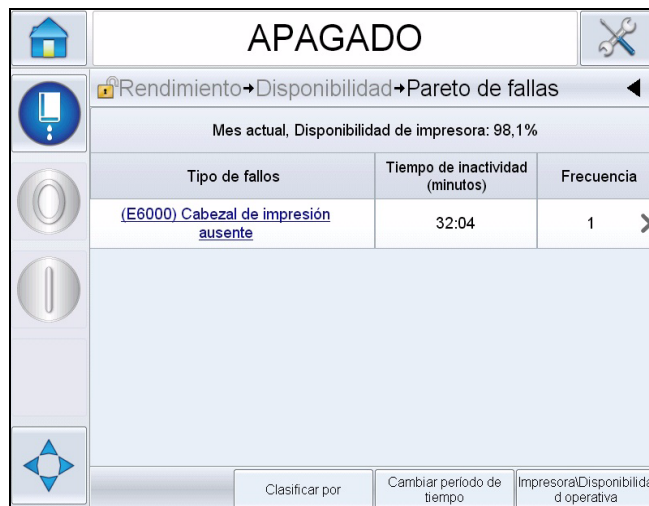 APAGADO
Rendimiento→Disponibilidad→Pareto de fallas
Mes actual, Disponibilidad de impresora: 98,1%
Tipo de fallos
Tiempo de inactividad
(minutos)
Frecuencia
(E6000) Cabezal de impresión
ausente
32:04
1
Clasificar por
Cambiar período de
tiempo
Impresora\Disponibilida
d operativa